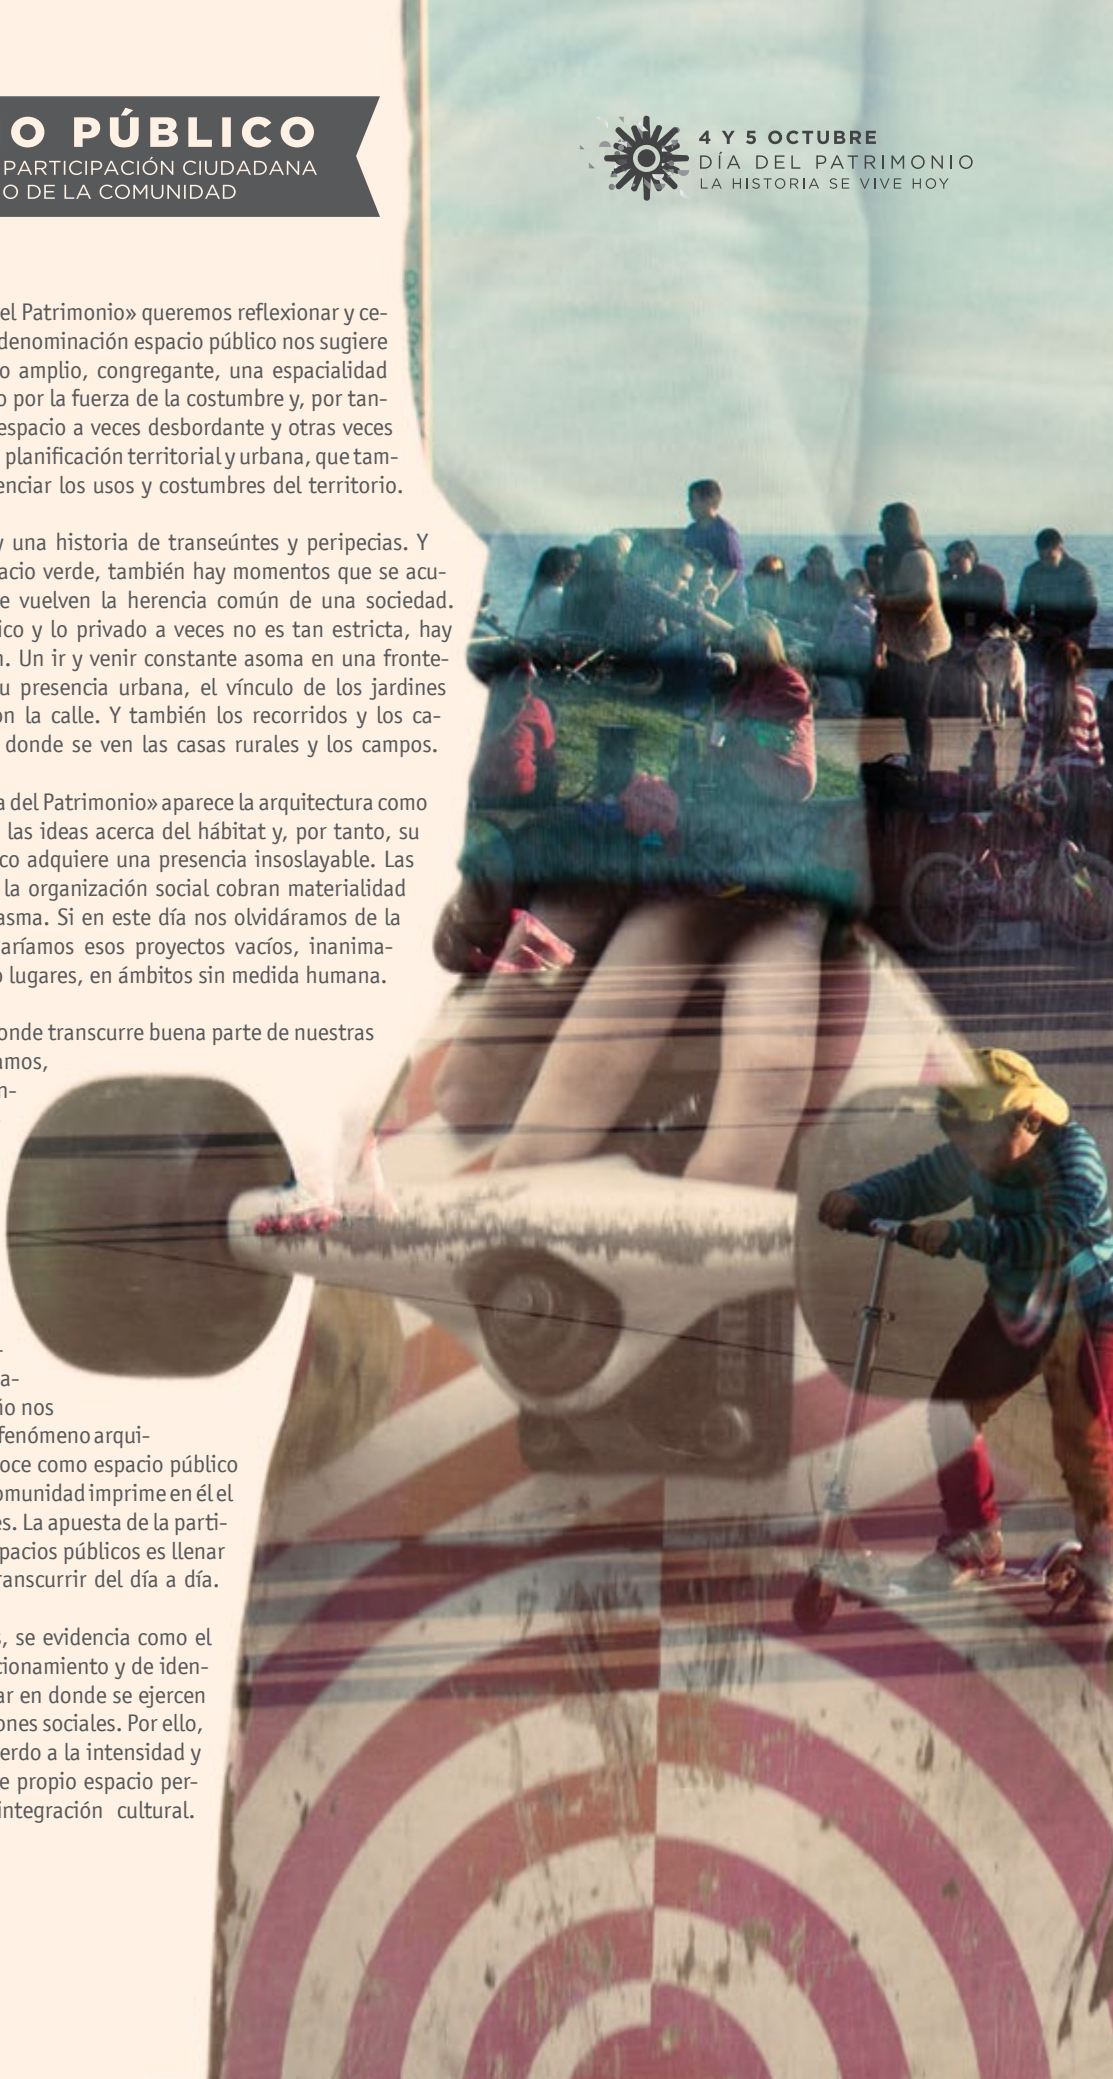 O PÚBLICO
PARTICIPACIÓN CIUDADANA
O DE LA COMUNIDAD
4 Y 5 OCTUBRE
DÍA DEL PATRIMONIO
LA HISTORIA SE VIVE HOY
el Patrimonio» queremos reflexionar y ce-
denominación espacio público nos sugiere
o amplio, congregante, una espacialidad
o por la fuerza de la costumbre y, por tan-
espacio a veces desbordante y otras veces
planificación territorial y urbana, que tam-
enciar los usos y costumbres del territorio.
y una historia de transeúntes y peripecias. Y
acio verde, también hay momentos que se acu-
e vuelven la herencia común de una sociedad.
ico y lo privado a veces no es tan estricta, hay
n. Un ir y venir constante asoma en una fronte-
u presencia urbana, el vínculo de los jardines
on la calle. Y también los recorridos y los ca-
donde se ven las casas rurales y los campos.
a del Patrimonio» aparece la arquitectura como
las ideas acerca del hábitat y, por tanto, su
co adquiere una presencia insoslayable. Las
la organización social cobran materialidad
asma. Si en este día nos olvidáramos de la
aríamos esos proyectos vacíos, inanima-
o lugares, en ámbitos sin medida humana.
onde transcurre buena parte de nuestras
amos,
n-
-
a-
io nos
fenómeno arqui-
oce como espacio público
omunidad imprime en él el
es. La apuesta de la parti-
pacios públicos es llenar
ranscurrir del día a día.
s, se evidencia como el
cionamiento y de iden-
ar en donde se ejercen
ones sociales. Por ello,
erdo a la intensidad y
e propio espacio per-
integración cultural.